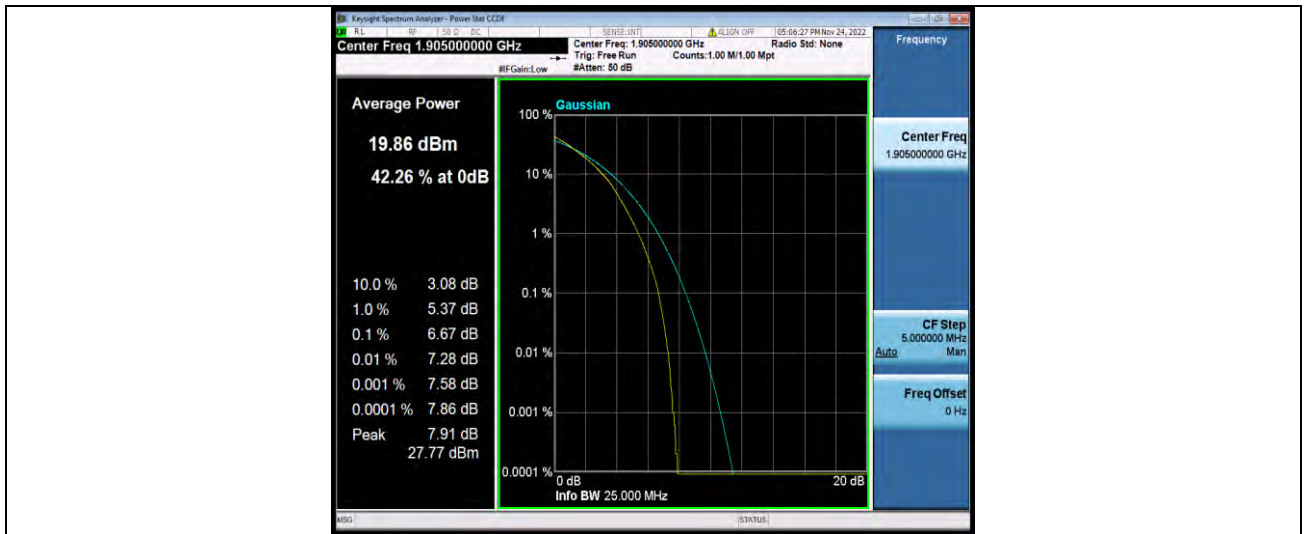 Keysight Spectrum Analyzer - Power Stat CCDF
RL RF 50 Ω DC SENSE:INT ALIGN OFF 05:06:27 PM Nov 24, 2022
Center Freq 1.905000000 GHz
Center Freq: 1.905000000 GHz Radio Std: None
Trig: Free Run Counts:1.00 M/1.00 Mpt
#IFGain:Low #Atten: 50 dB
Frequency
Average Power
19.86 dBm
42.26 % at 0dB
10.0 % 3.08 dB
1.0 % 5.37 dB
0.1 % 6.67 dB
0.01 % 7.28 dB
0.001 % 7.58 dB
0.0001 % 7.86 dB
Peak 7.91 dB
27.77 dBm
Gaussian
100 %
10 %
1 %
0.1 %
0.01 %
0.001 %
0.0001 %
0 dB 20 dB
Info BW 25.000 MHz
Center Freq
1.905000000 GHz
CF Step
5.000000 MHz
Auto Man
Freq Offset
0 Hz
MSG STATUS